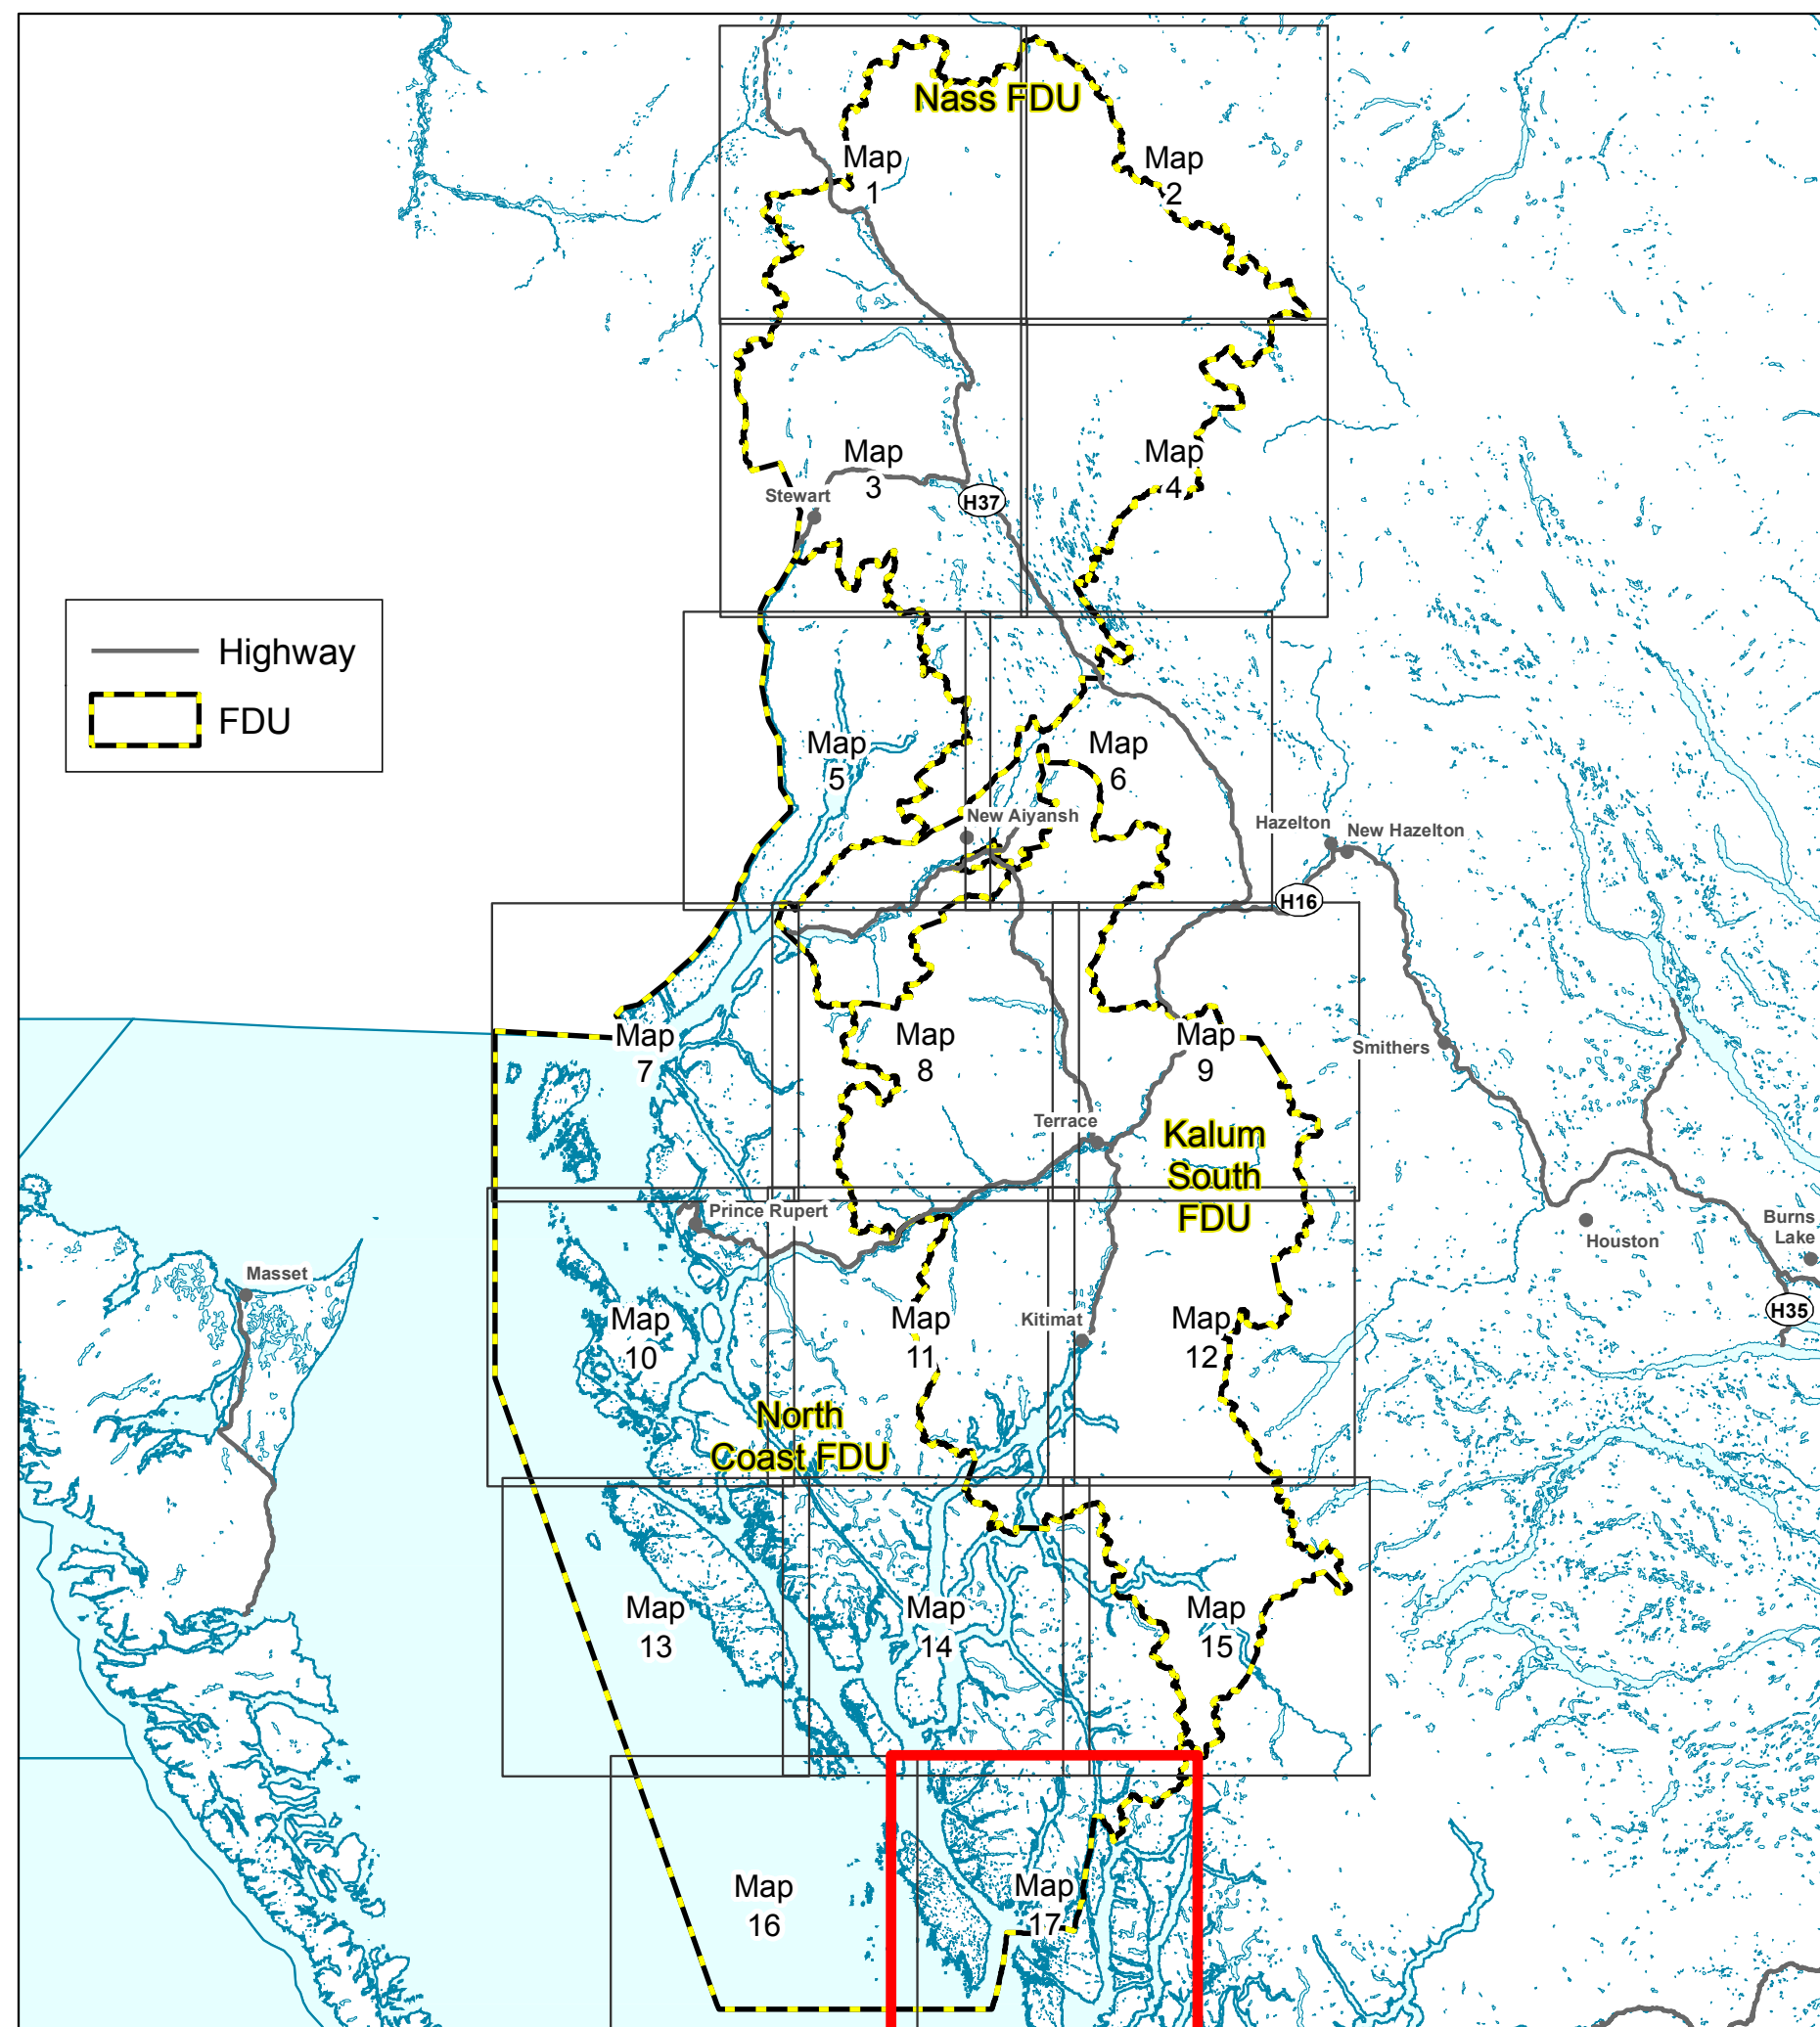 Nass FDU
Map
1
Map
2
Map
3
Map
4
Stewart
H37
Highway
FDU
Map
5
Map
6
New Aiyansh
Hazelton
New Hazelton
H16
Map
7
Map
8
Map
9
Smithers
Terrace
Kalum
South
FDU
Prince Rupert
Houston
Burns
Lake
Masset
H35
Map
10
Map
11
Kitimat
Map
12
North
Coast FDU
Map
13
Map
14
Map
15
Map
16
Map
17